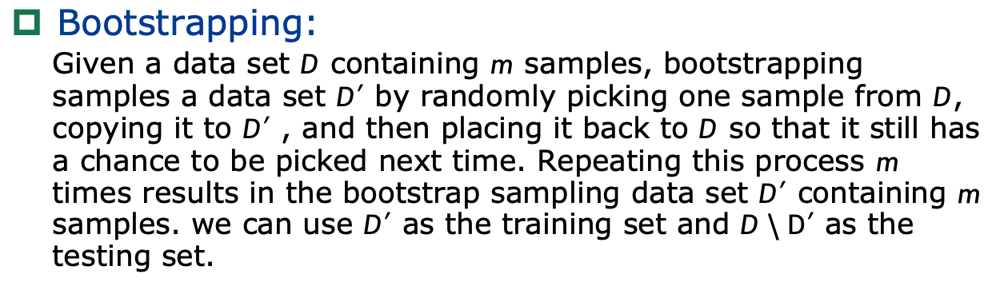 Bootstrapping:
Given a data set D containing m samples, bootstrapping
samples a data set D′ by randomly picking one sample from D,
copying it to D′ , and then placing it back to D so that it still has
a chance to be picked next time. Repeating this process m
times results in the bootstrap sampling data set D′ containing m
samples. we can use D′ as the training set and D \ D′ as the
testing set.